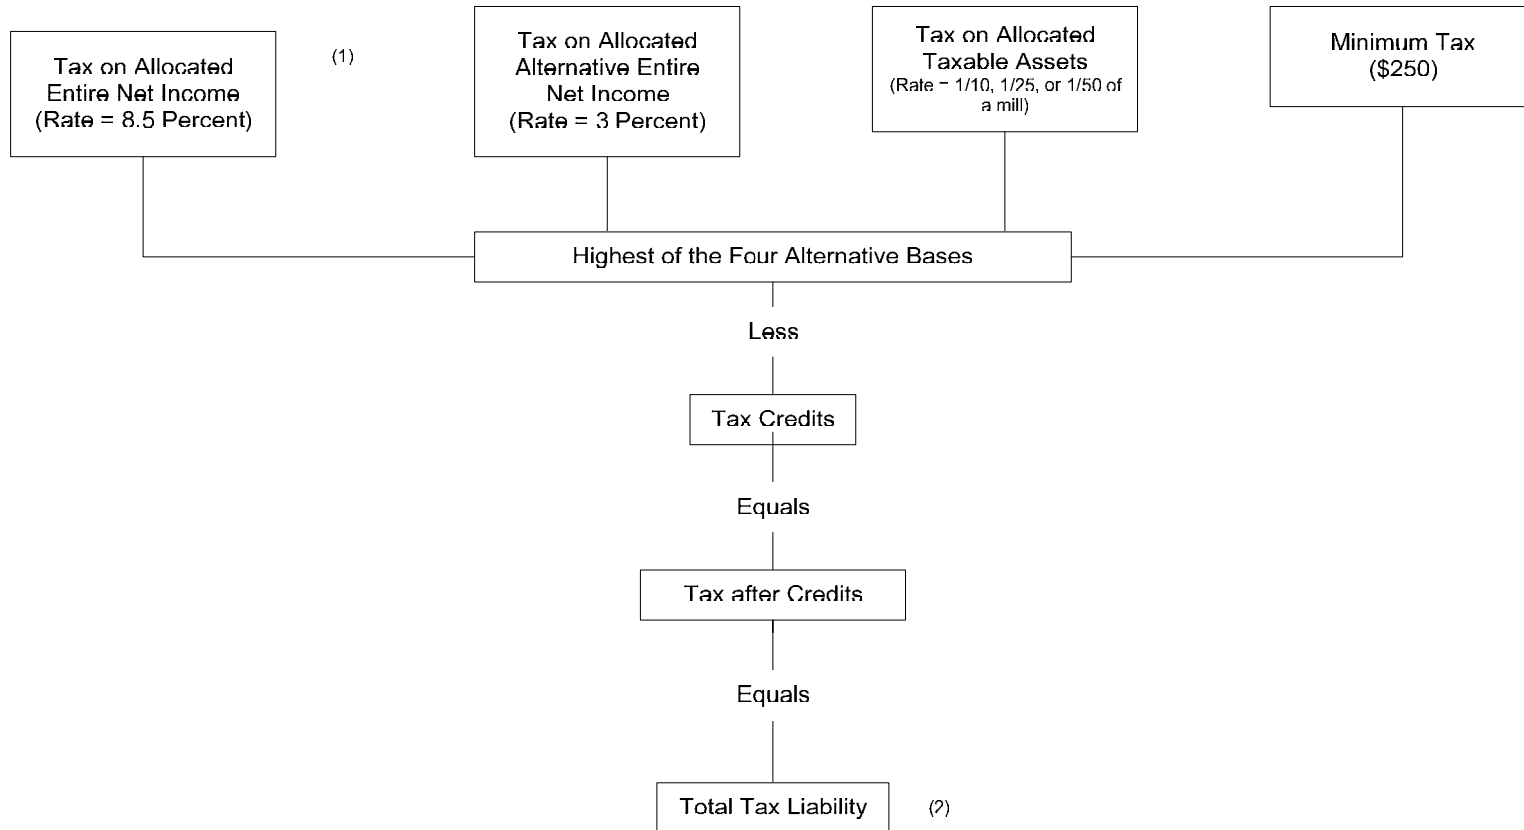 Tax on Allocated
Entire Net Income
(Rate = 8.5 Percent)
(1)
Tax on Allocated
Alternative Entire
Net Income
(Rate = 3 Percent)
Tax on Allocated
Taxable Assets
(Rate = 1/10, 1/25, or 1/50 of
a mill)
Minimum Tax
($250)
Highest of the Four Alternative Bases
Less
Tax Credits
Equals
Tax after Credits
Equals
Total Tax Liability
(2)